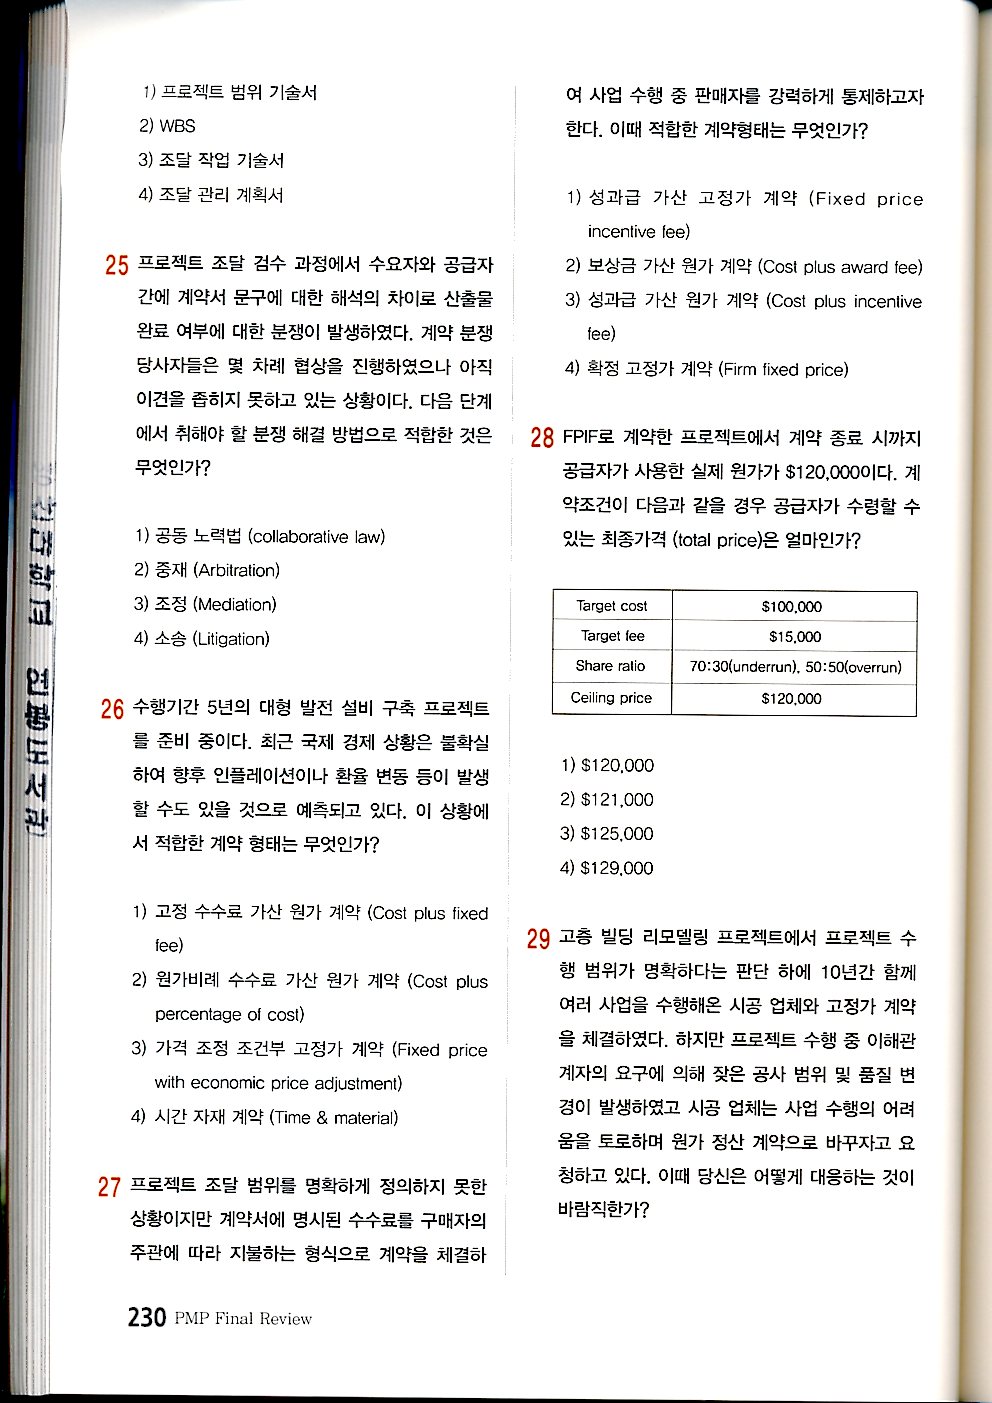 1) 프로젝트 범위 기술서
2) WBS
3) 조달 작업 기술서
4) 조달 관리 계획서
25 프로젝트 조달 검수 과정에서 수요자와 공급자
간에 계약서 문구에 대한 해석의 차이로 산출물
완료 여부에 대한 분쟁이 발생하였다. 계약 분쟁
당사자들은 몇 차례 협상을 진행하였으나 아직
이견을 좁히지 못하고 있는 상황이다. 다음 단계
에서 취해야 할 분쟁 해결 방법으로 적합한 것은
무엇인가?
1) 공동 노력법 (collaborative law)
2) 중재 (Arbitration)
3) 조정 (Mediation)
4) 소송 (Litigation)
26 수행기간 5년의 대형 발전 설비 구축 프로젝트
를 준비 중이다. 최근 국제 경제 상황은 불확실
하여 향후 인플레이션이나 환율 변동 등이 발생
할 수도 있을 것으로 예측되고 있다. 이 상황에
서 적합한 계약 형태는 무엇인가?
1) 고정 수수료 가산 원가 계약 (Cost plus fixed
fee)
2) 원가비례 수수료 가산 원가 계약 (Cost plus
percentage of cost)
3) 가격 조정 조건부 고정가 계약 (Fixed price
with economic price adjustment)
4) 시간 자재 계약 (Time & material)
27 프로젝트 조달 범위를 명확하게 정의하지 못한
상황이지만 계약서에 명시된 수수료를 구매자의
주관에 따라 지불하는 형식으로 계약을 체결하
여 사업 수행 중 판매자를 강력하게 통제하고자
한다. 이때 적합한 계약형태는 무엇인가?
1) 성과급 가산 고정가 계약 (Fixed price
incentive fee)
2) 보상금 가산 원가 계약 (Cost plus award fee)
3) 성과급 가산 원가 계약 (Cost plus incentive
fee)
4) 확정 고정가 계약 (Firm fixed price)
28 FPIF로 계약한 프로젝트에서 계약 종료 시까지
공급자가 사용한 실제 원가가 $120,000이다. 계
약조건이 다음과 같을 경우 공급자가 수령할 수
있는 최종가격 (total price)은 얼마인가?
Target cost $100,000
Target fee $15,000
Share ratio 70:30(underrun), 50:50(overrun)
Ceiling price $120,000
1) $120,000
2) $121,000
3) $125,000
4) $129,000
29 고층 빌딩 리모델링 프로젝트에서 프로젝트 수
행 범위가 명확하다는 판단 하에 10년간 함께
여러 사업을 수행해온 시공 업체와 고정가 계약
을 체결하였다. 하지만 프로젝트 수행 중 이해관
계자의 요구에 의해 잦은 공사 범위 및 품질 변
경이 발생하였고 시공 업체는 사업 수행의 어려
움을 토로하며 원가 정산 계약으로 바꾸자고 요
청하고 있다. 이때 당신은 어떻게 대응하는 것이
바람직한가?
230 PMP Final Review